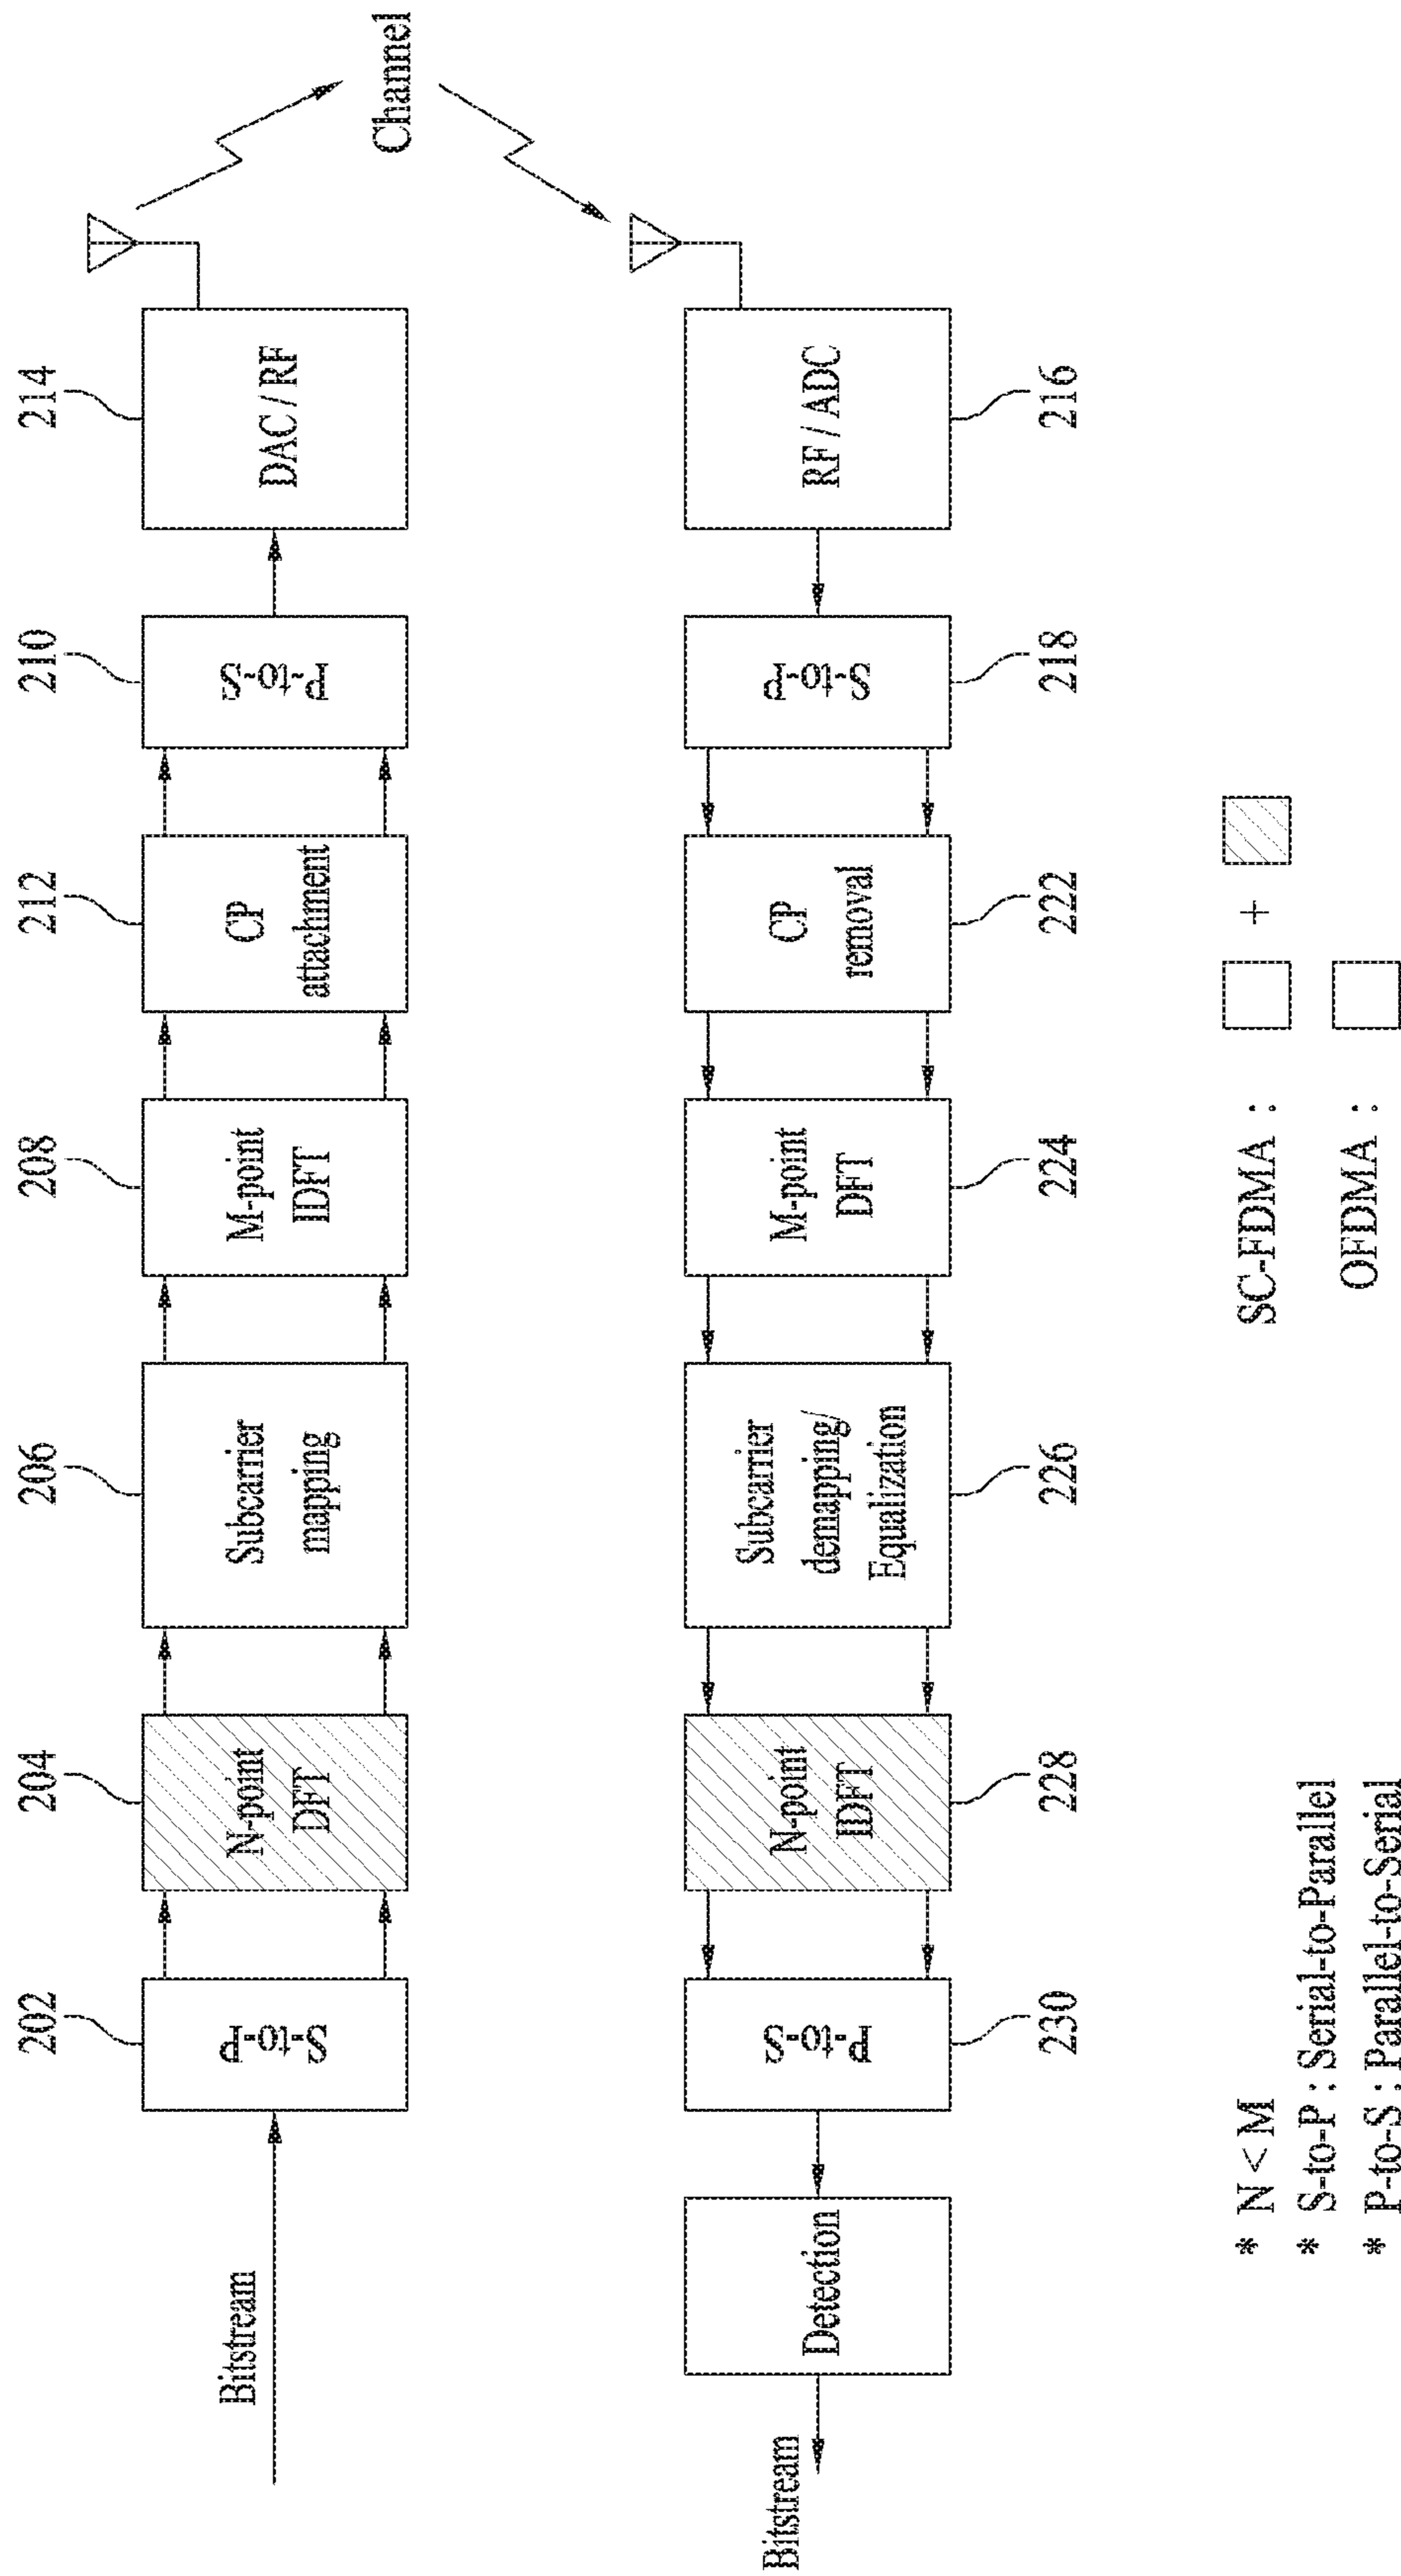 202
204
206
208
212
210
214
Bitstream
S-to-P
N-point
DFT
Subcarrier
mapping
M-point
IDFT
CP
attachment
P-to-S
DAC / RF
Channel
Bitstream
Detection
P-to-S
N-point
IDFT
Subcarrier
demapping/
Equalization
M-point
DFT
CP
removal
S-to-P
RF / ADC
230
228
226
224
222
218
216
* N < M
* S-to-P : Serial-to-Parallel
* P-to-S : Parallel-to-Serial
SC-FDMA : +
OFDMA :